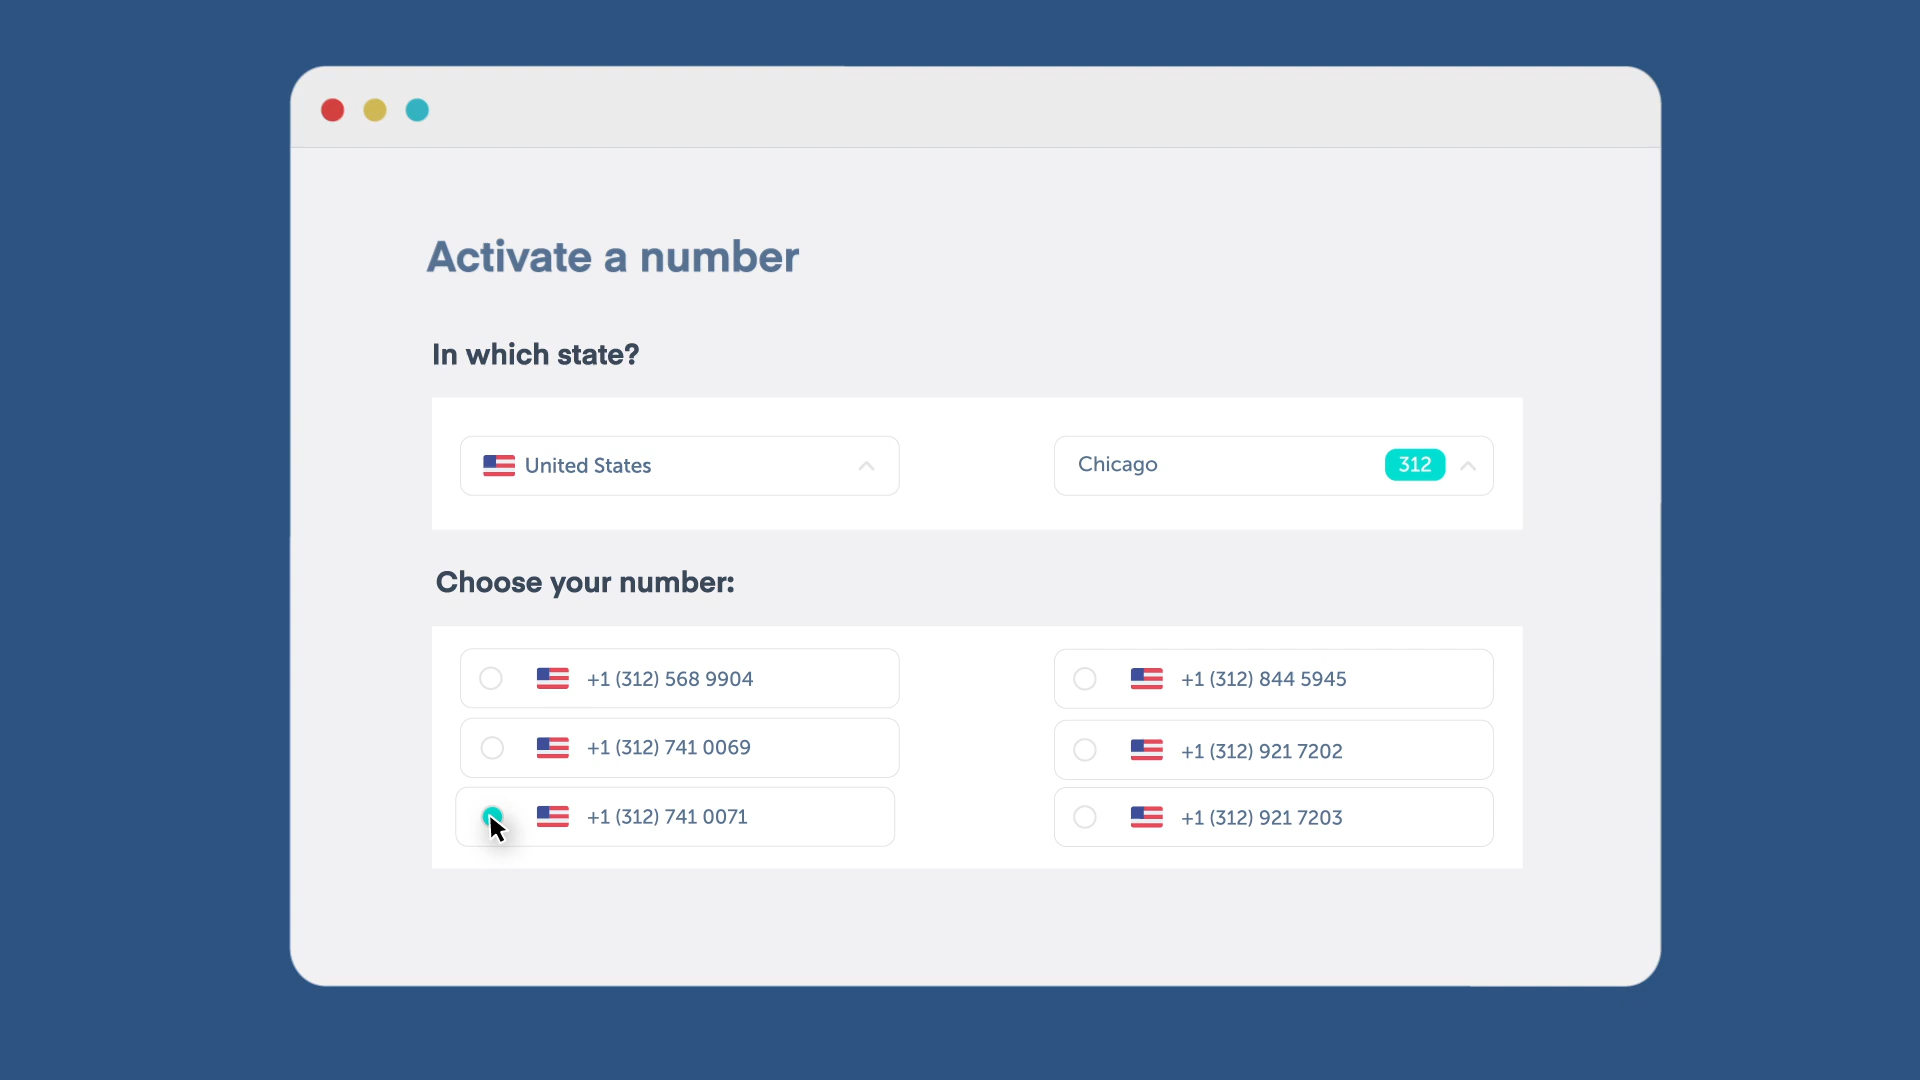 Activate a number
In which state?
United States
Chicago 312
Choose your number:
+1 (312) 568 9904
+1 (312) 844 5945
+1 (312) 741 0069
+1 (312) 921 7202
+1 (312) 741 0071
+1 (312) 921 7203